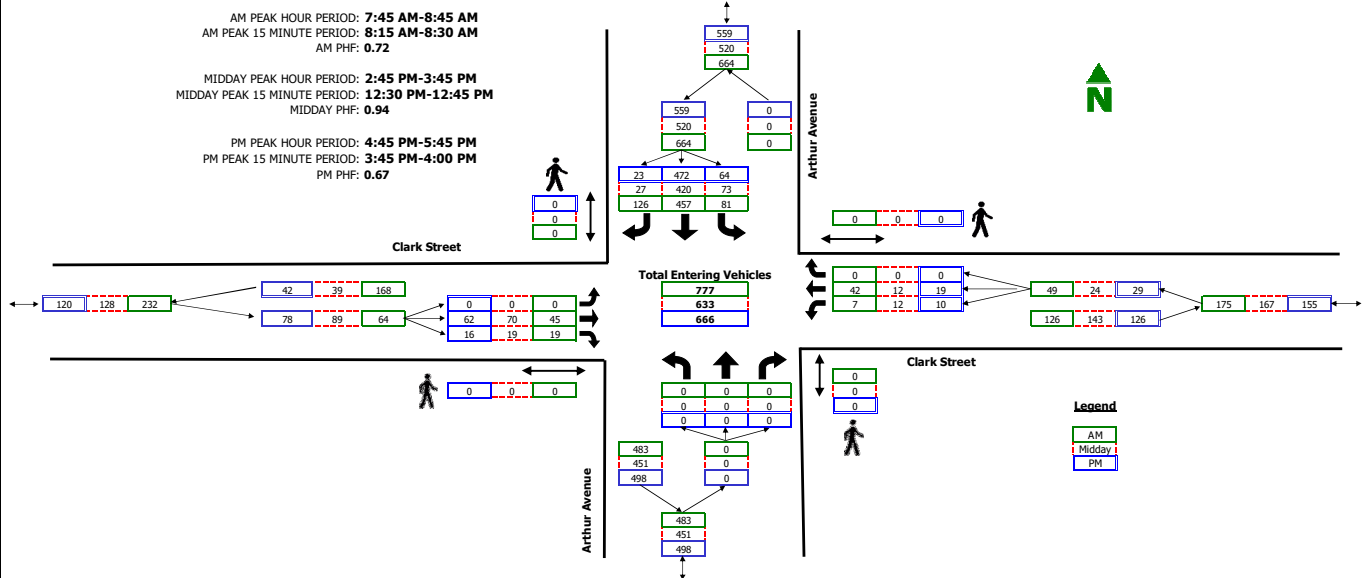 AM PEAK HOUR PERIOD: 7:45 AM-8:45 AM
AM PEAK 15 MINUTE PERIOD: 8:15 AM-8:30 AM
AM PHF: 0.72
MIDDAY PEAK HOUR PERIOD: 2:45 PM-3:45 PM
MIDDAY PEAK 15 MINUTE PERIOD: 12:30 PM-12:45 PM
MIDDAY PHF: 0.94
PM PEAK HOUR PERIOD: 4:45 PM-5:45 PM
PM PEAK 15 MINUTE PERIOD: 3:45 PM-4:00 PM
PM PHF: 0.67
559
520
664
559 0
520 0
664 0
23 472 64
27 420 73
126 457 81
Arthur Avenue
N
0
0
0
0 0 0
Clark Street
120 128 232
42 39 168
78 89 64
0 0 0
62 70 45
16 19 19
Total Entering Vehicles
777
633
666
0 0 0
42 12 19
7 12 10
49 24 29
126 143 126
175 167 155
Clark Street
0 0 0
0 0 0
0 0 0
0 0 0
0
0
0
483 0
451 0
498 0
483
451
498
Arthur Avenue
Legend
AM
Midday
PM